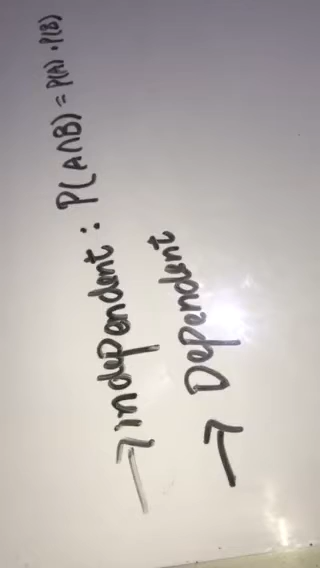 → independent : P(A∩B) = P(A) · P(B)
→ Dependent